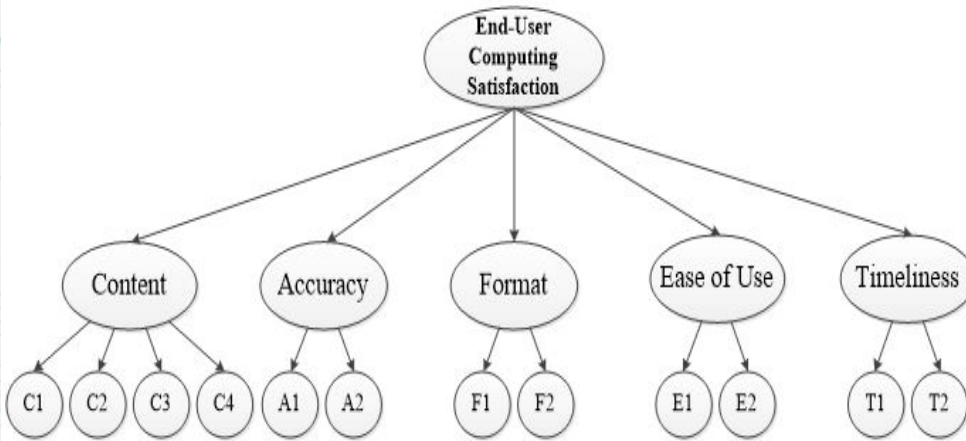 End-User
Computing
Satisfaction
Content
Accuracy
Format
Ease of Use
Timeliness
C1
C2
C3
C4
A1
A2
F1
F2
E1
E2
T1
T2